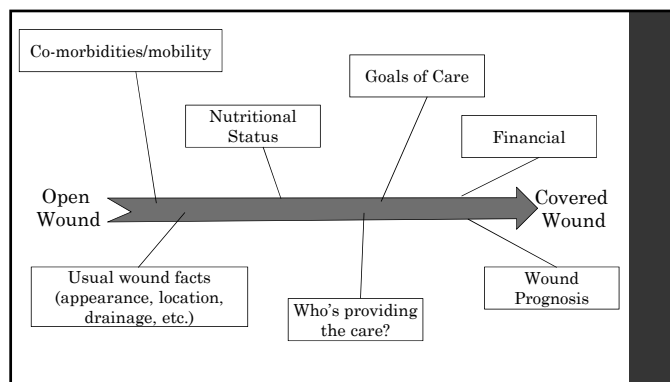 Co-morbidities/mobility
Goals of Care
Nutritional
Status
Financial
Open
Wound
Covered
Wound
Usual wound facts
(appearance, location,
drainage, etc.)
Who's providing
the care?
Wound
Prognosis